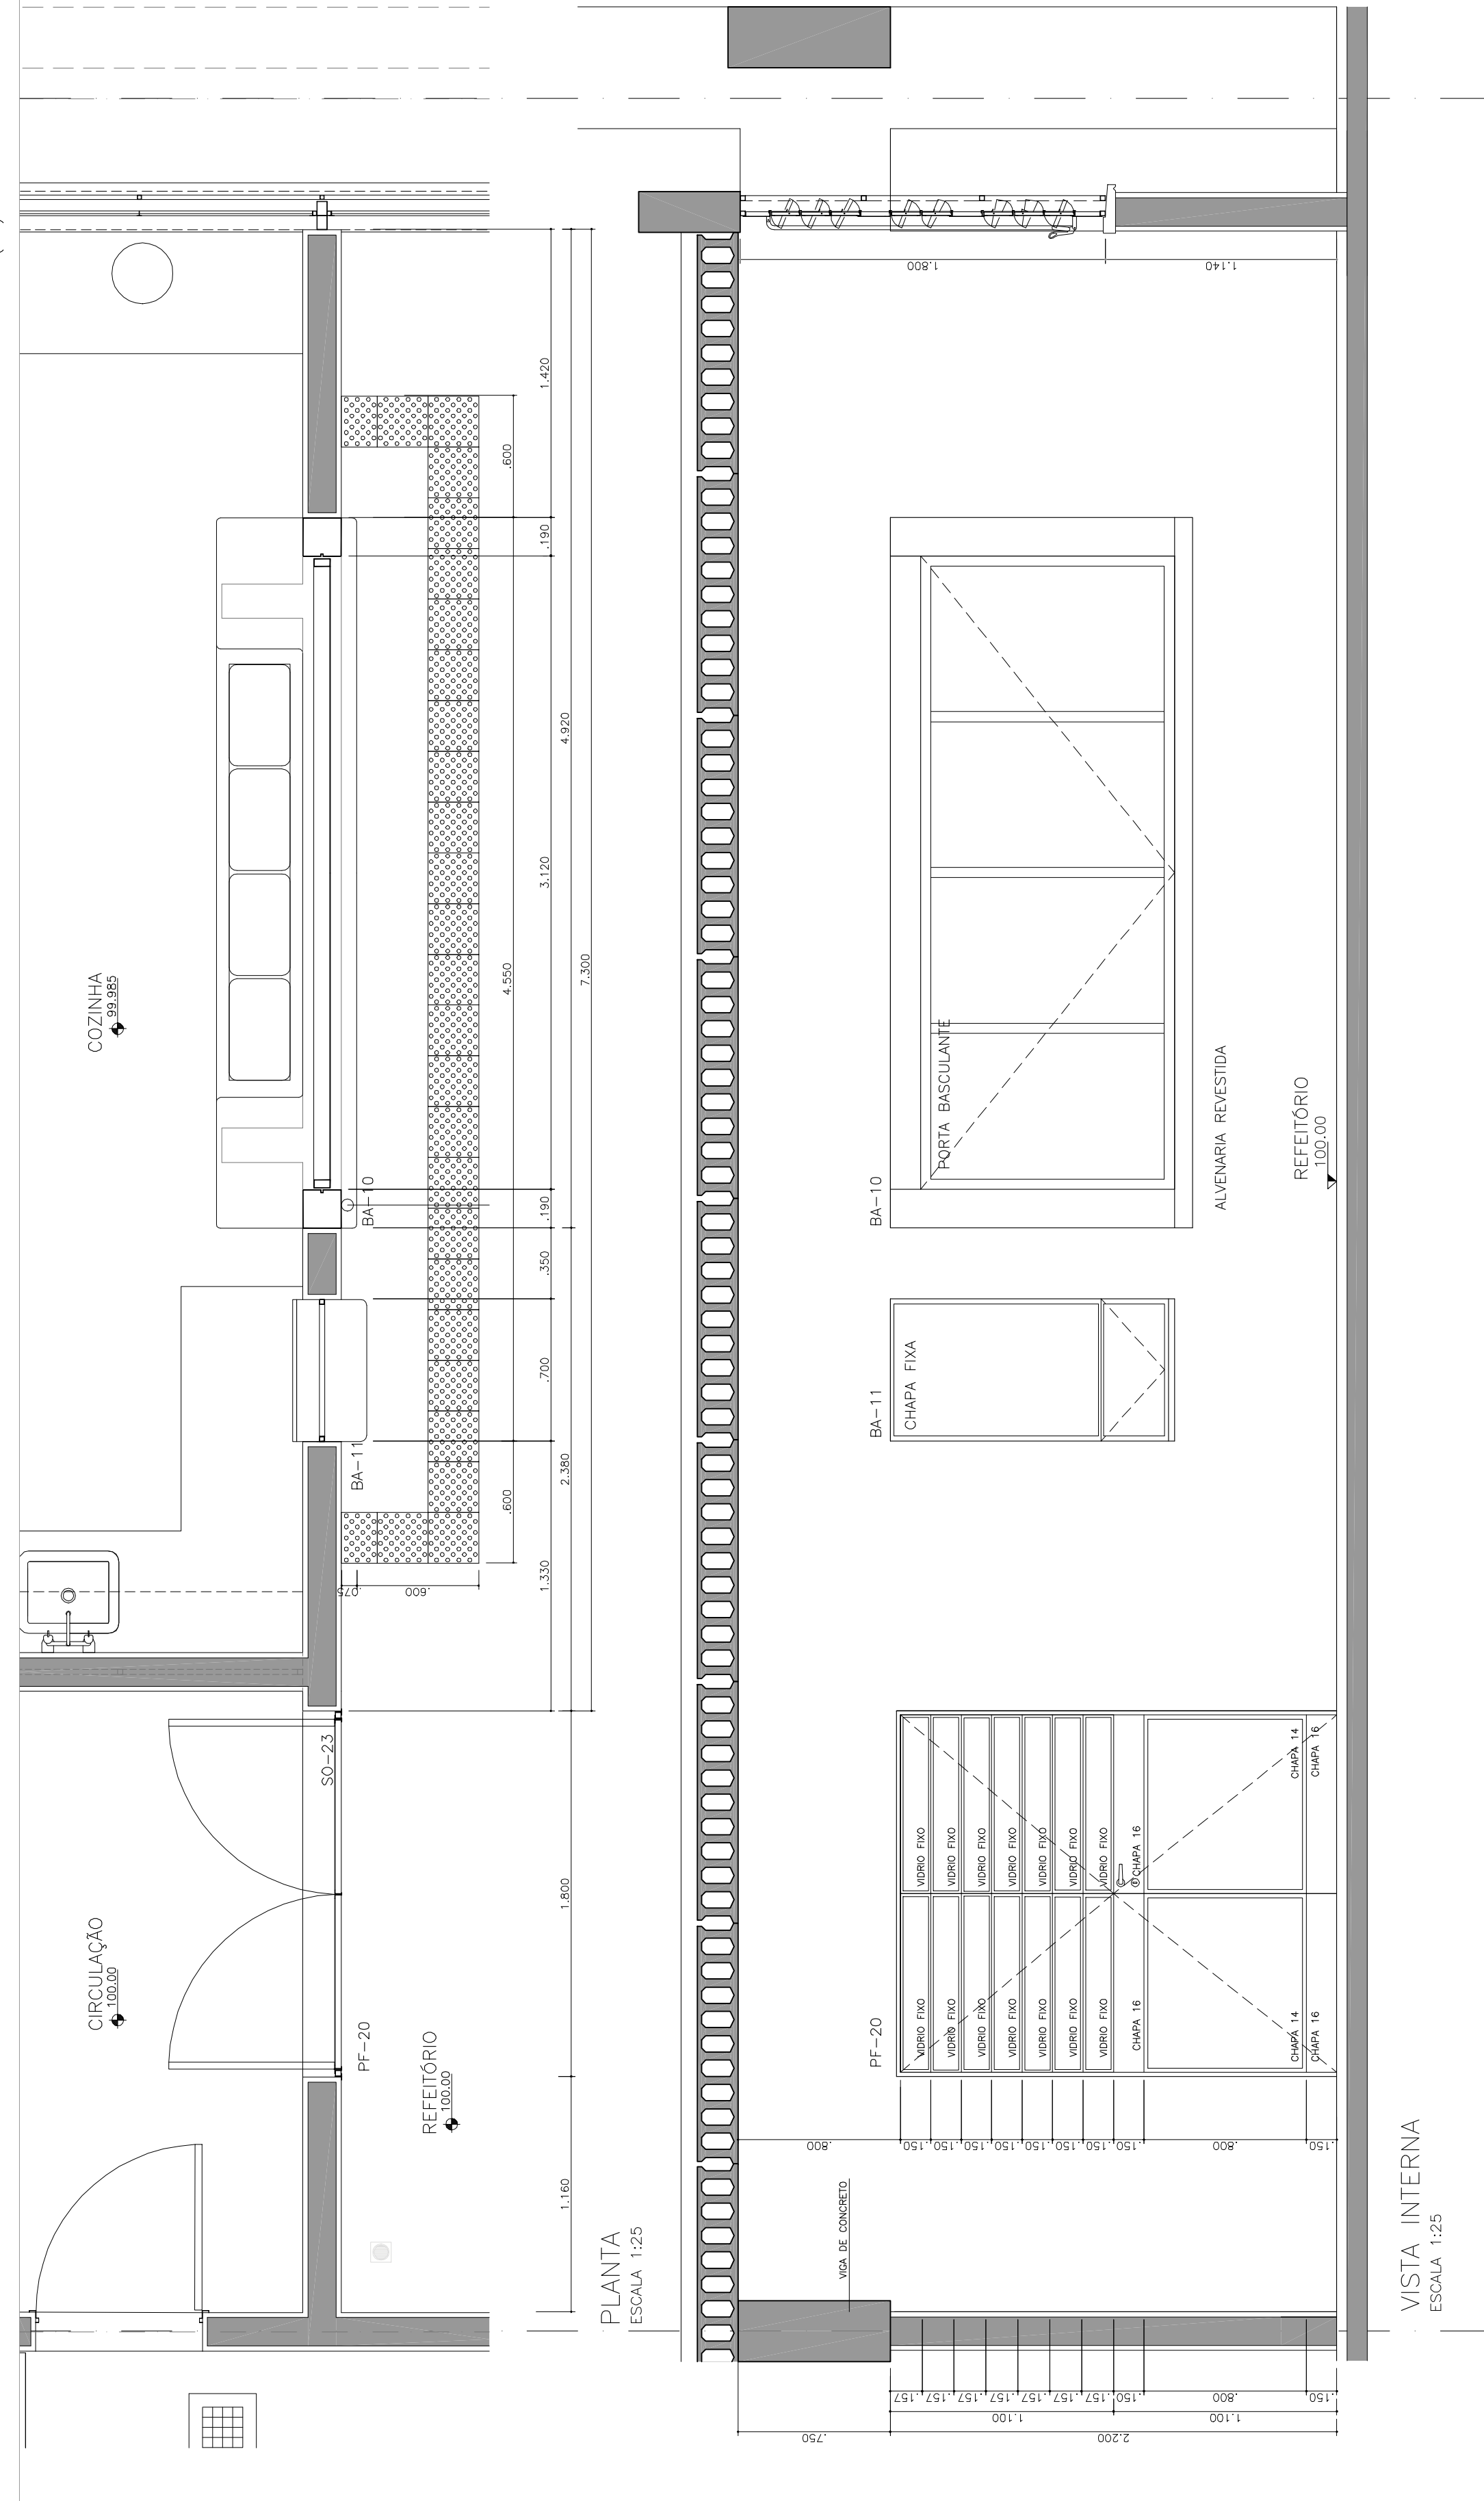 COZINHA
99.985
CIRCULAÇÃO
100.00
REFEITÓRIO
100.00
SO-23
PF-20
BA-11
BA-10
.075
.600
.600
4.550
.600
1.330
.700
.350
.190
3.120
.190
1.420
1.160
1.800
2.380
4.920
7.300
PLANTA
ESCALA 1:25
VIGA DE CONCRETO
PF-20
BA-11
BA-10
CHAPA FIXA
PORTA BASCULANTE
ALVENARIA REVESTIDA
REFEITÓRIO
100.00
VIDRIO FIXO
VIDRIO FIXO
VIDRIO FIXO
VIDRIO FIXO
VIDRIO FIXO
VIDRIO FIXO
VIDRIO FIXO
CHAPA 16
CHAPA 14
CHAPA 16
VIDRIO FIXO
VIDRIO FIXO
VIDRIO FIXO
VIDRIO FIXO
VIDRIO FIXO
VIDRIO FIXO
VIDRIO FIXO
CHAPA 16
CHAPA 14
CHAPA 16
1.800
1.140
.800
.150
.150
.150
.150
.150
.150
.150
.150
.800
.150
.157
.157
.157
.157
.157
.157
.157
.150
.800
.150
1.100
1.100
.750
2.200
VISTA INTERNA
ESCALA 1:25